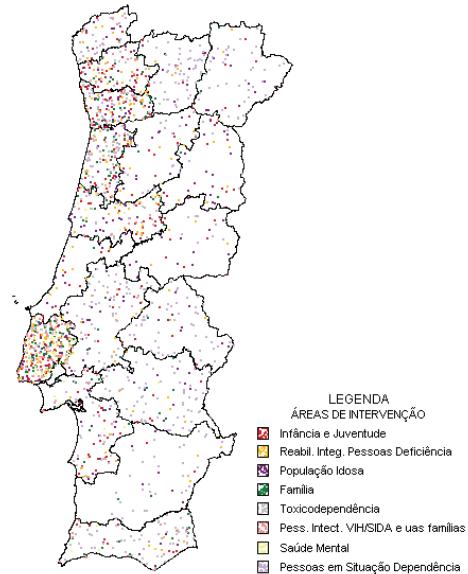 LEGENDA
ÁREAS DE INTERVENÇÃO
Infância e Juventude
Reabil. Integ. Pessoas Deficiência
População Idosa
Família
Toxicodependência
Pess. Intect. VIH/SIDA e uas famílias
Saúde Mental
Pessoas em Situação Dependência